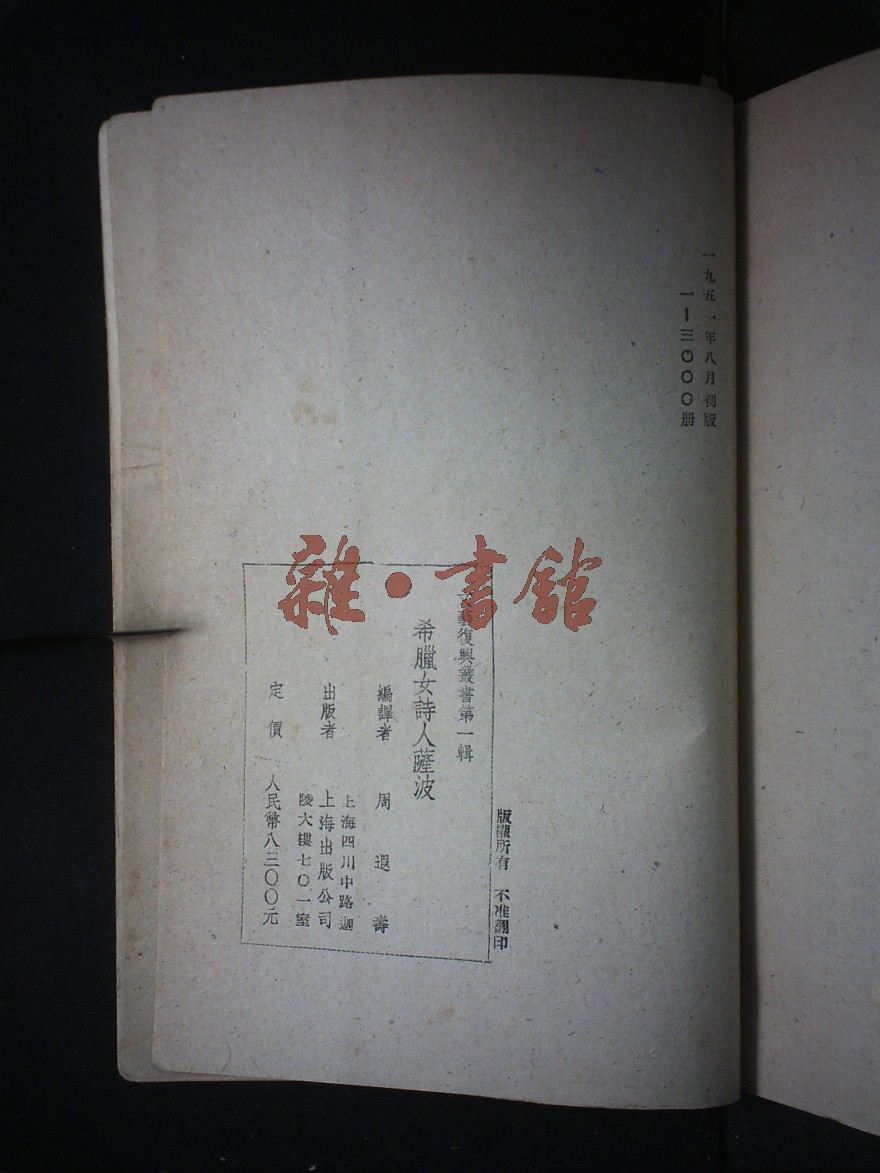 一九五一年八月初版
一—三〇〇〇册
雜·書館
版權所有 不准翻印
文藝復興叢書第一輯
希臘女詩人薩波
編譯者 周遐壽
出版者 上海出版公司
上海四川中路迦
陵大樓七〇一室
定價 人民幣八三〇〇元